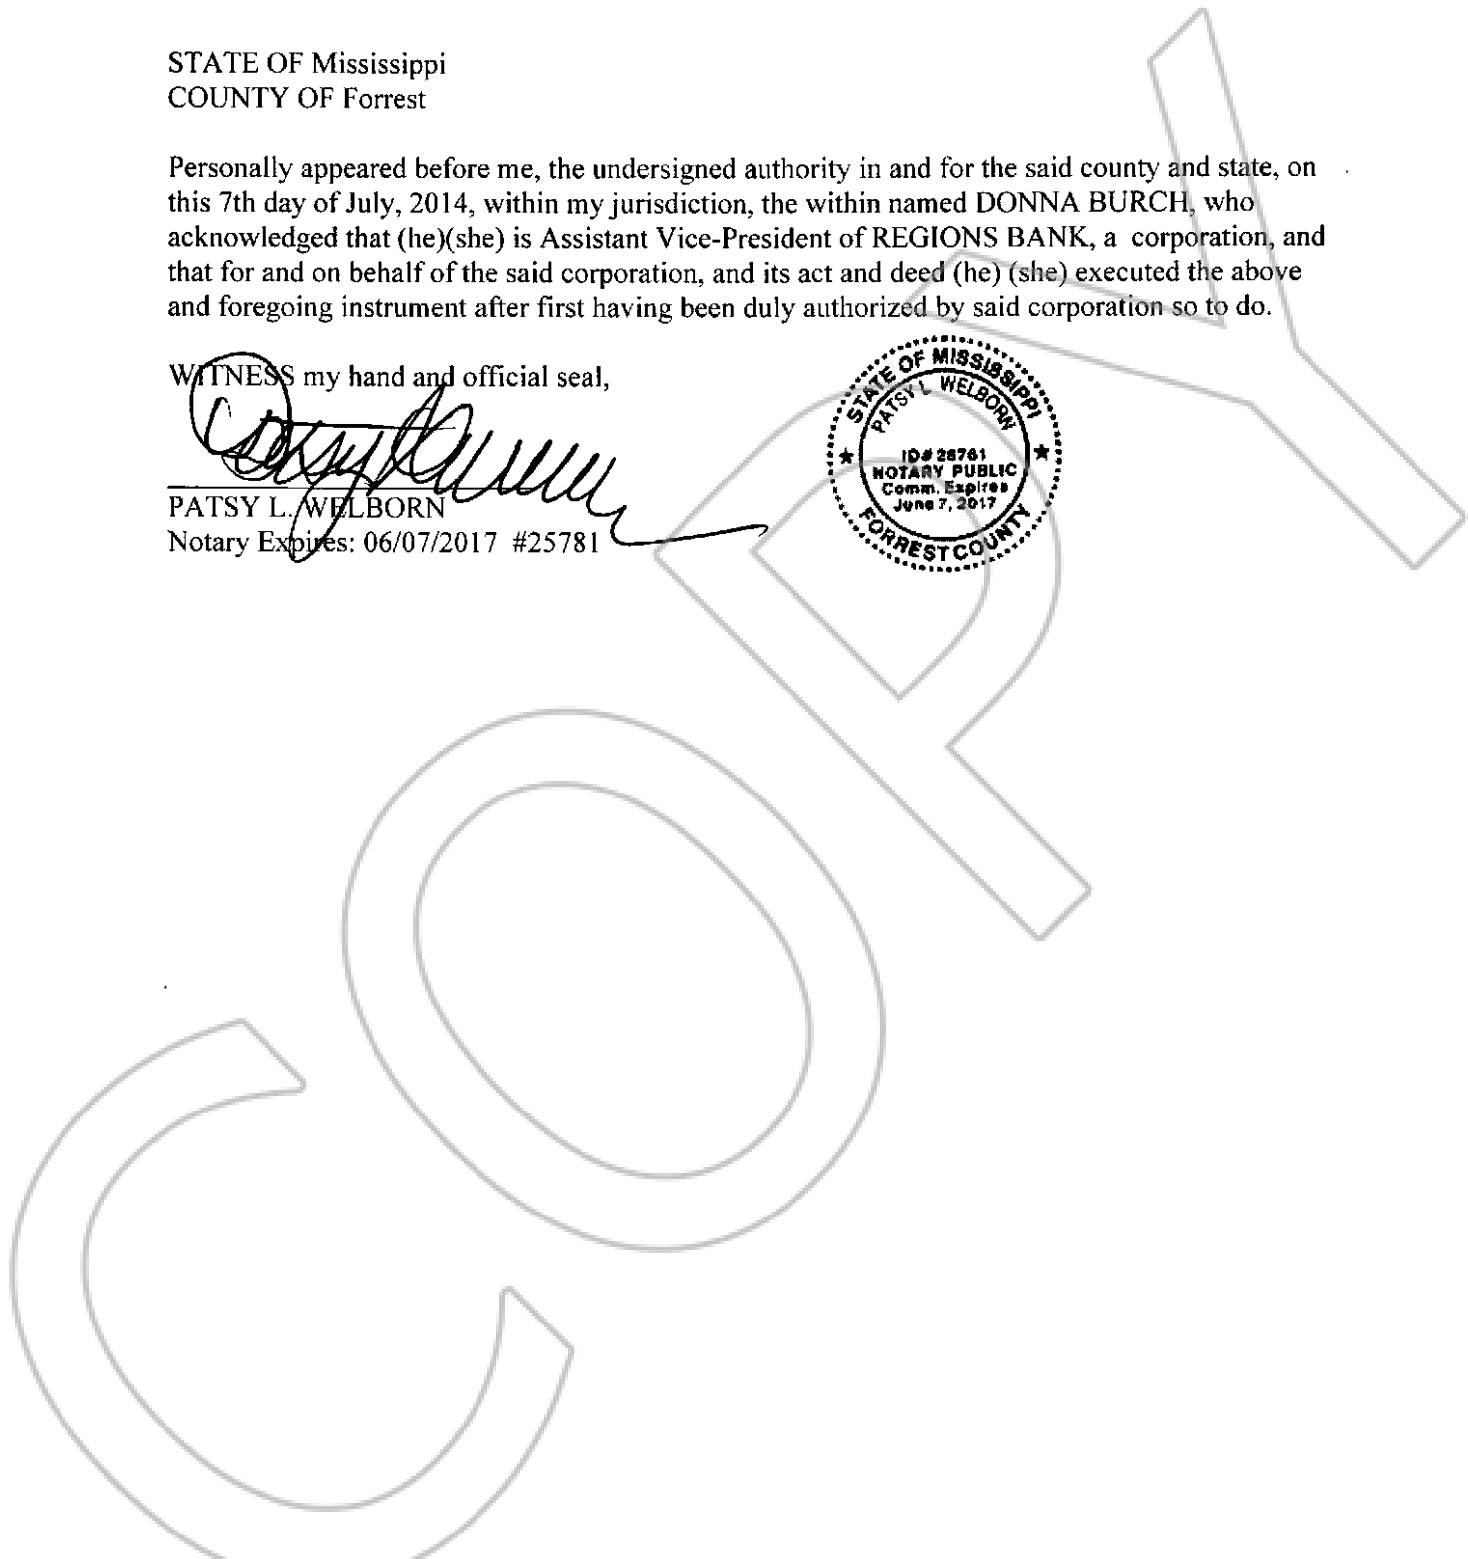 STATE OF Mississippi
COUNTY OF Forrest
Personally appeared before me, the undersigned authority in and for the said county and state, on
this 7th day of July, 2014, within my jurisdiction, the within named DONNA BURCH, who
acknowledged that (he)(she) is Assistant Vice-President of REGIONS BANK, a corporation, and
that for and on behalf of the said corporation, and its act and deed (he) (she) executed the above
and foregoing instrument after first having been duly authorized by said corporation so to do.
WITNESS my hand and official seal,
PATSY L. WELBORN
Notary Expires: 06/07/2017 #25781
STATE OF MISSISSIPPI
PATSY L WELBORN
ID#
NOTARY PUBLIC
Comm. Expires
June 7, 2017
FORREST COUNTY
COPY